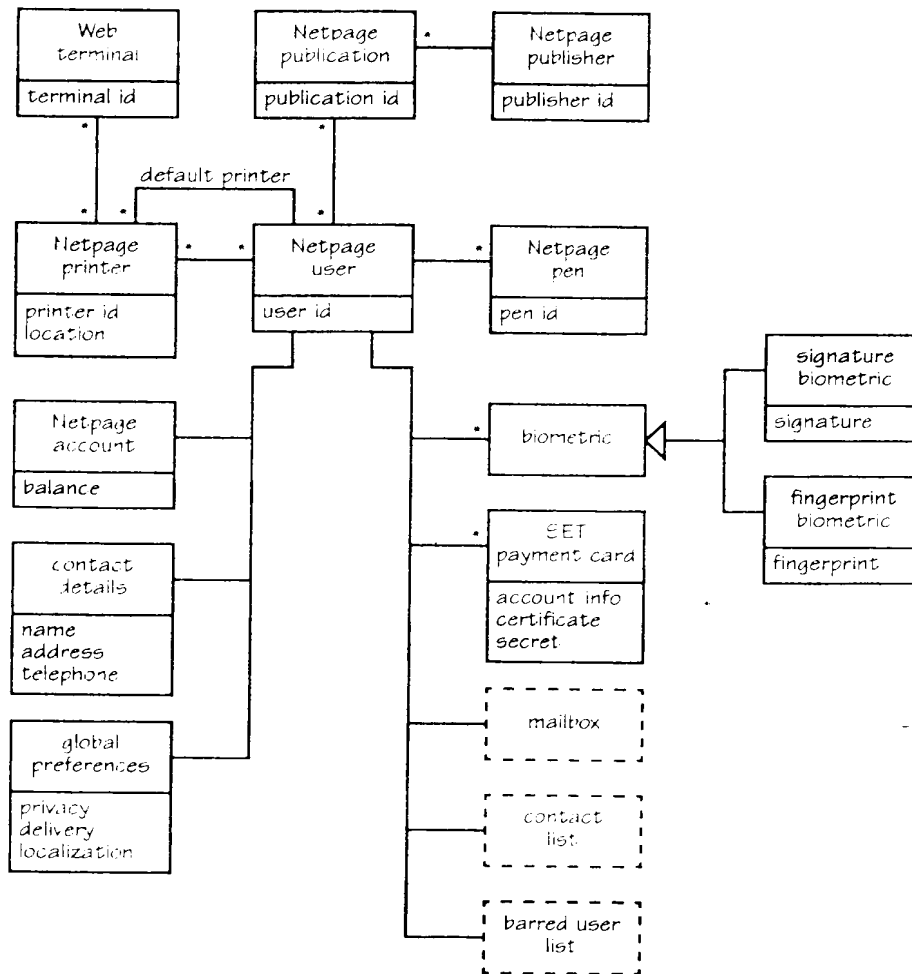 Web
terminal
terminal id
Netpage
publication
publication id
Netpage
publisher
publisher id
*
*
*
default printer
*
*
*
Netpage
printer
printer id
location
*
*
Netpage
user
user id
*
Netpage
pen
pen id
Netpage
account
balance
contact
details
name
address
telephone
global
preferences
privacy
delivery
localization
*
biometric
signature
biometric
signature
fingerprint
biometric
fingerprint
*
SET
payment card
account info
certificate
secret
mailbox
contact
list
barred user
list